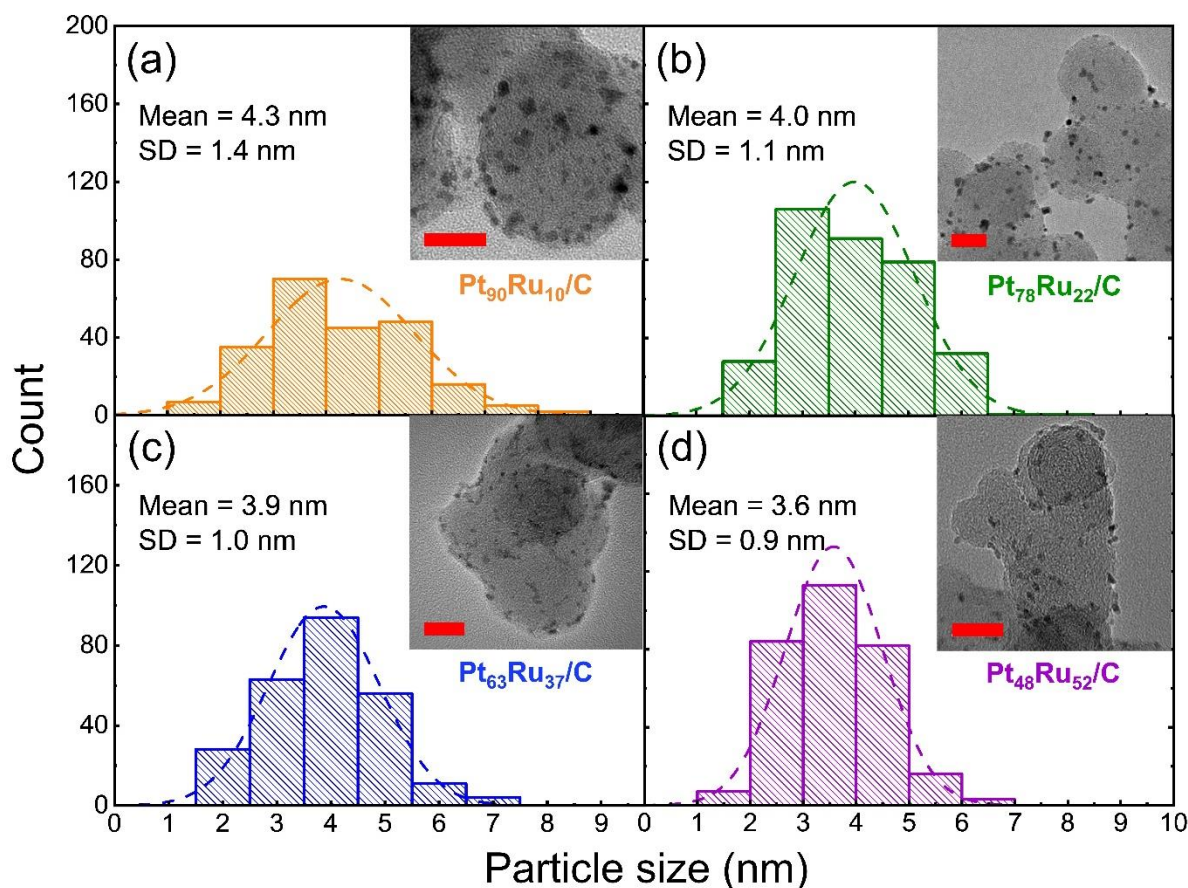 200
160
120
80
40
0
(a)
Mean = 4.3 nm
SD = 1.4 nm
Pt₉₀Ru₁₀/C
(b)
Mean = 4.0 nm
SD = 1.1 nm
Pt₇₈Ru₂₂/C
Count
160
120
80
40
0
(c)
Mean = 3.9 nm
SD = 1.0 nm
Pt₆₃Ru₃₇/C
(d)
Mean = 3.6 nm
SD = 0.9 nm
Pt₄₈Ru₅₂/C
0 1 2 3 4 5 6 7 8 9 0 1 2 3 4 5 6 7 8 9 10
Particle size (nm)